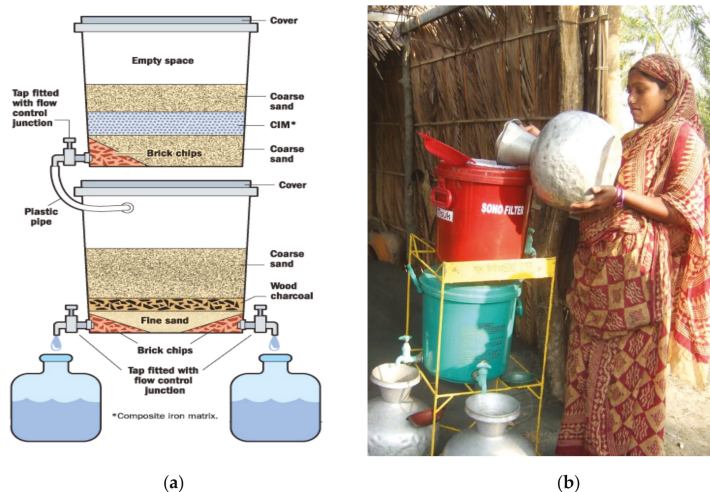 Cover
Empty space
Tap fitted
with flow
control
junction
Coarse
sand
CIM*
Brick chips
Coarse
sand
Cover
Plastic
pipe
Coarse
sand
Wood
charcoal
Fine sand
Brick chips
Tap fitted with
flow control
junction
*Composite iron matrix.
SONO FILTER
(a)
(b)